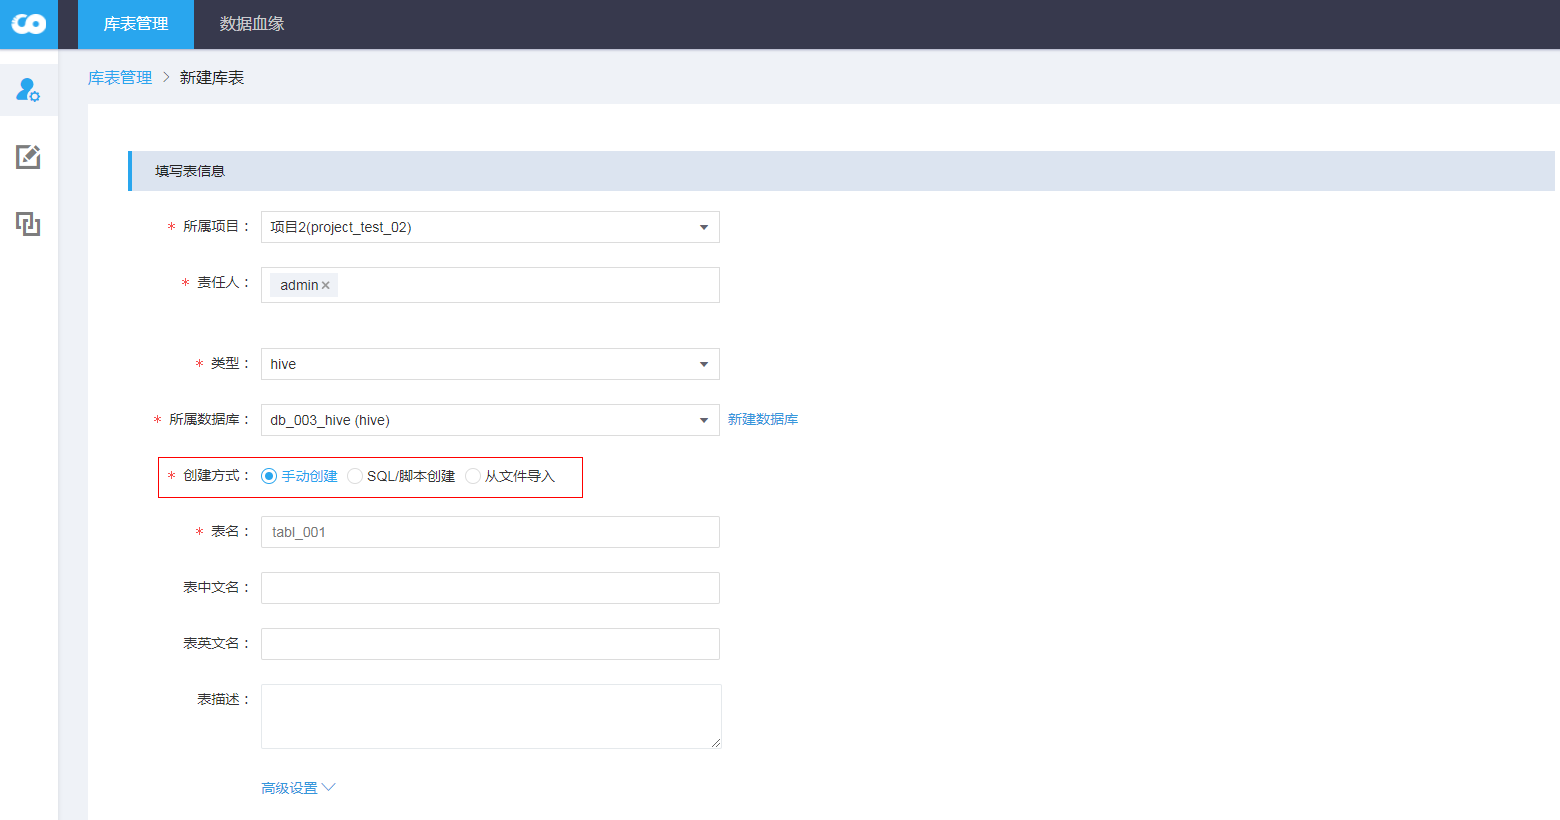 库表管理 数据血缘
库表管理 > 新建库表
填写表信息
* 所属项目： 项目2(project_test_02)
* 责任人： admin ×
* 类型： hive
* 所属数据库： db_003_hive (hive) 新建数据库
* 创建方式： 手动创建 SQL/脚本创建 从文件导入
* 表名： tabl_001
表中文名：
表英文名：
表描述：
高级设置